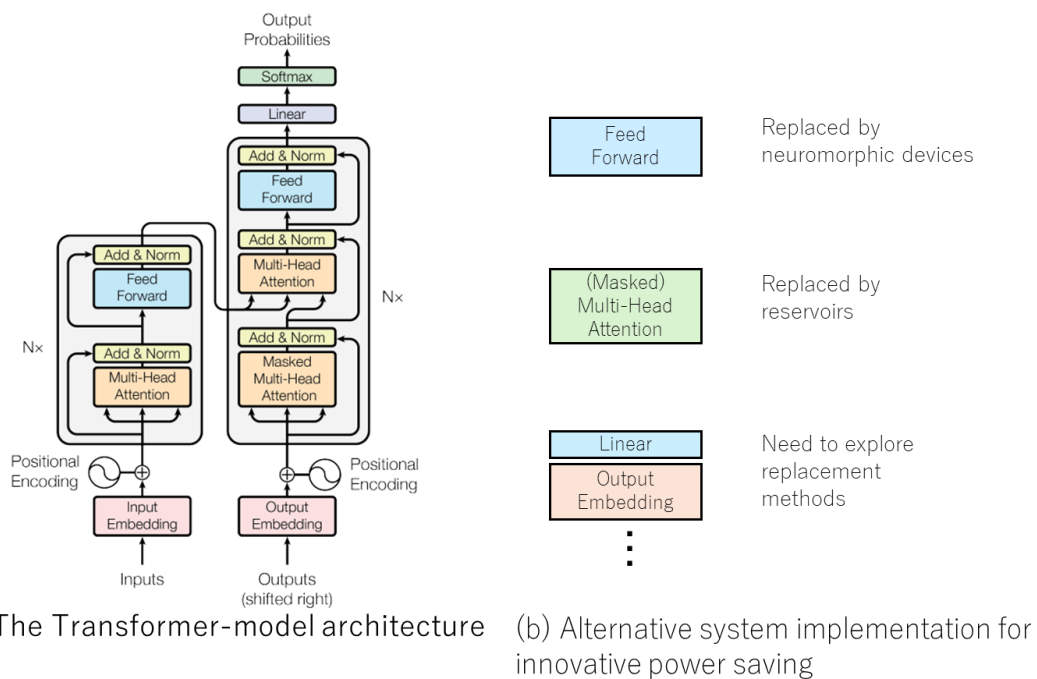 Output
Probabilities
Softmax
Linear
Add & Norm
Feed
Forward
Add & Norm
Multi-Head
Attention
Nx
Add & Norm
Masked
Multi-Head
Attention
Add & Norm
Feed
Forward
Nx
Add & Norm
Multi-Head
Attention
Positional
Encoding
Positional
Encoding
Input
Embedding
Output
Embedding
Inputs
Outputs
(shifted right)
The Transformer-model architecture
Feed
Forward
Replaced by
neuromorphic devices
(Masked)
Multi-Head
Attention
Replaced by
reservoirs
Linear
Output
Embedding
Need to explore
replacement
methods
(b) Alternative system implementation for
innovative power saving